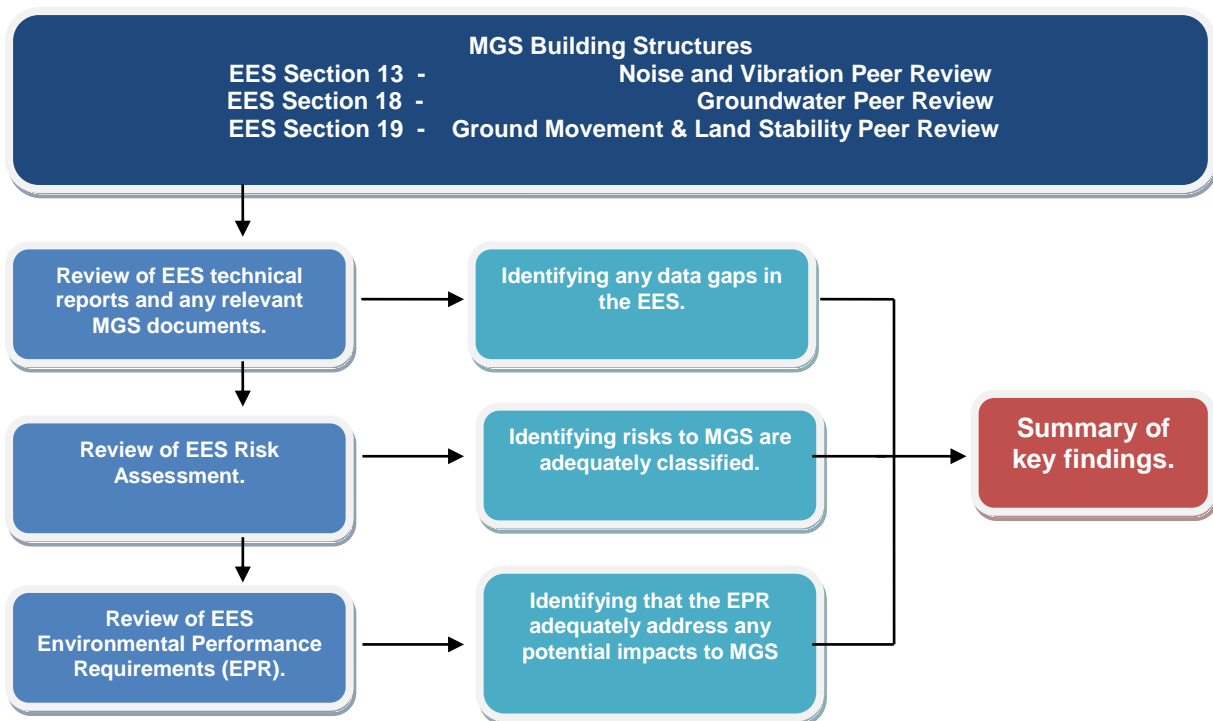 MGS Building Structures
EES Section 13 - Noise and Vibration Peer Review
EES Section 18 - Groundwater Peer Review
EES Section 19 - Ground Movement & Land Stability Peer Review
Review of EES technical
reports and any relevant
MGS documents.
Identifying any data gaps in
the EES.
Review of EES Risk
Assessment.
Identifying risks to MGS are
adequately classified.
Summary of
key findings.
Review of EES
Environmental Performance
Requirements (EPR).
Identifying that the EPR
adequately address any
potential impacts to MGS